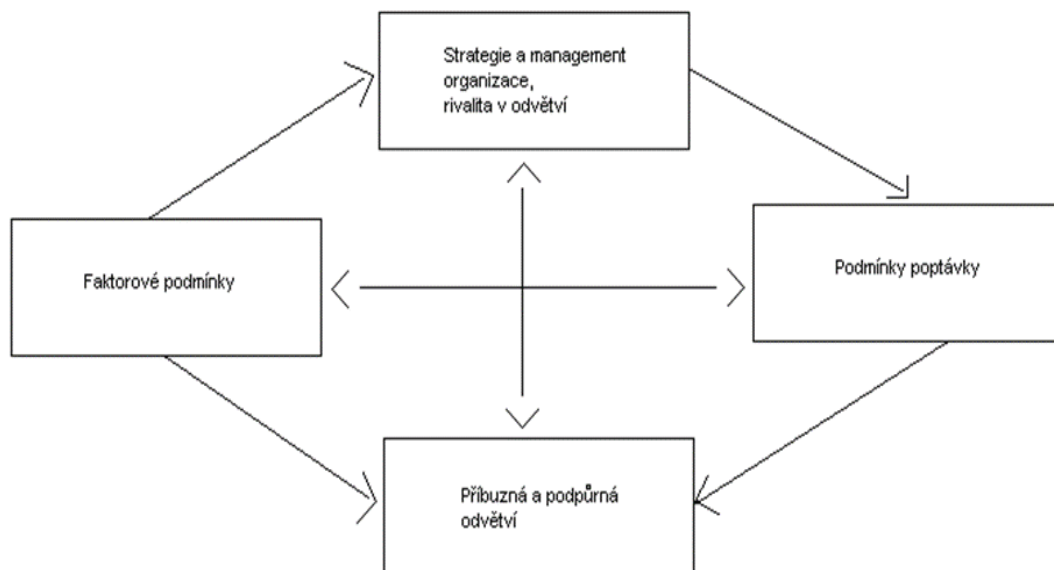 Strategie a management
organizace,
rivalita v odvětví
Faktorové podmínky
Podmínky poptávky
Příbuzná a podpůrná
odvětví